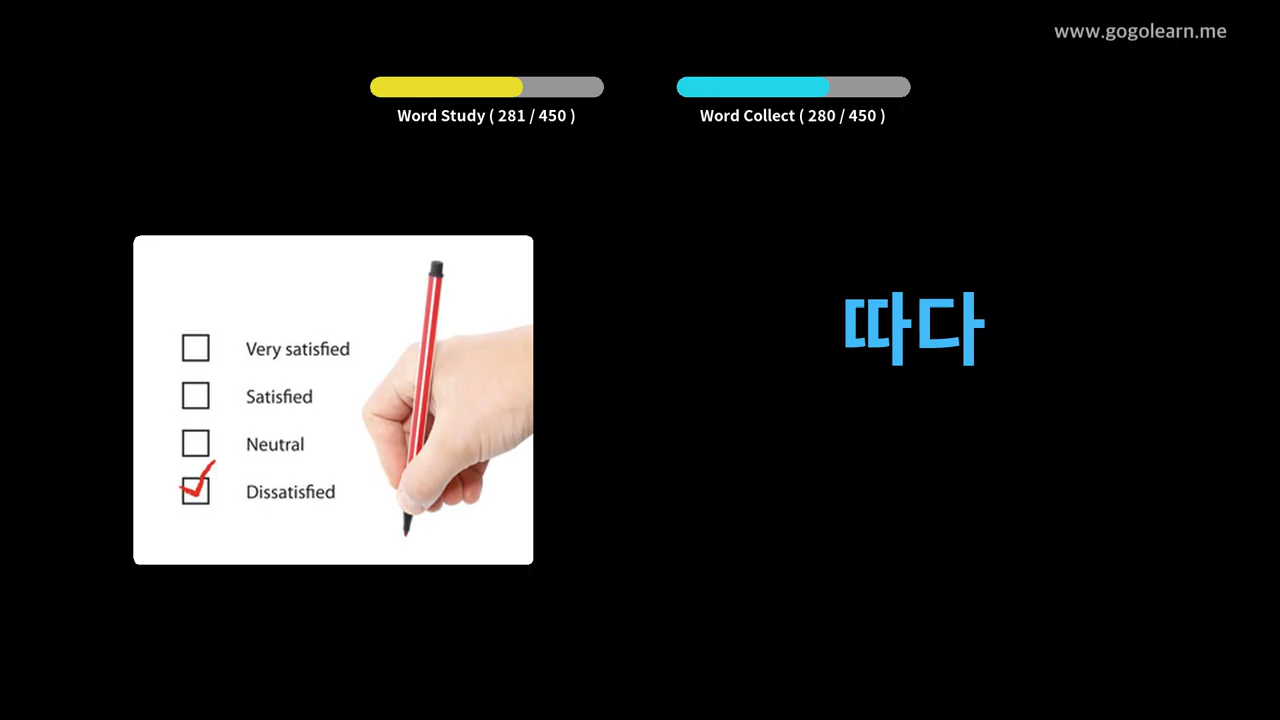 www.gogolearn.me
Word Study ( 281 / 450 )
Word Collect ( 280 / 450 )
Very satisfied
Satisfied
Neutral
Dissatisfied
따다